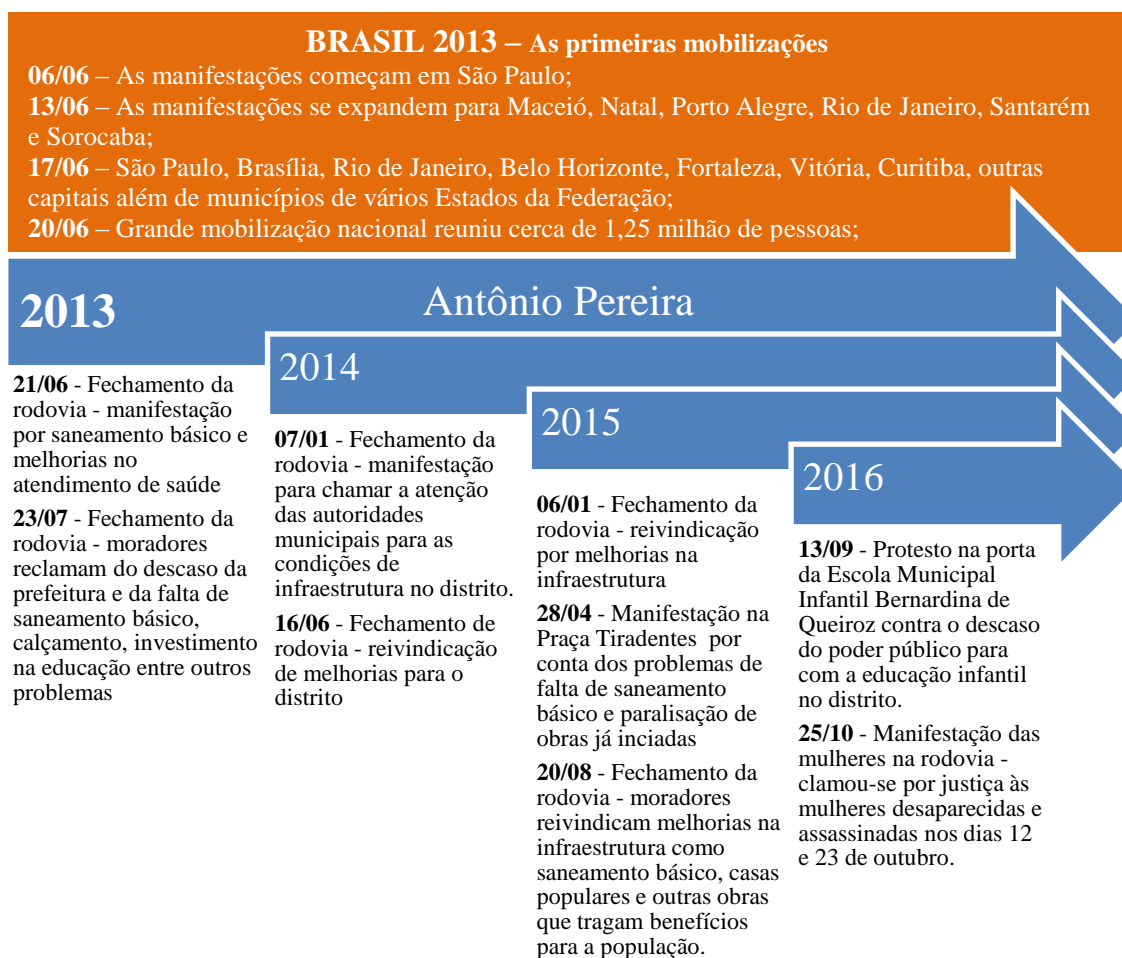 BRASIL 2013 – As primeiras mobilizações
06/06 – As manifestações começam em São Paulo;
13/06 – As manifestações se expandem para Maceió, Natal, Porto Alegre, Rio de Janeiro, Santarém
e Sorocaba;
17/06 – São Paulo, Brasília, Rio de Janeiro, Belo Horizonte, Fortaleza, Vitória, Curitiba, outras
capitais além de municípios de vários Estados da Federação;
20/06 – Grande mobilização nacional reuniu cerca de 1,25 milhão de pessoas;
Antônio Pereira
2013
21/06 - Fechamento da
rodovia - manifestação
por saneamento básico e
melhorias no
atendimento de saúde
23/07 - Fechamento da
rodovia - moradores
reclamam do descaso da
prefeitura e da falta de
saneamento básico,
calçamento, investimento
na educação entre outros
problemas
2014
07/01 - Fechamento da
rodovia - manifestação
para chamar a atenção
das autoridades
municipais para as
condições de
infraestrutura no distrito.
16/06 - Fechamento de
rodovia - reivindicação
de melhorias para o
distrito
2015
06/01 - Fechamento da
rodovia - reivindicação
por melhorias na
infraestrutura
28/04 - Manifestação na
Praça Tiradentes por
conta dos problemas de
falta de saneamento
básico e paralisação de
obras já inciadas
20/08 - Fechamento da
rodovia - moradores
reivindicam melhorias na
infraestrutura como
saneamento básico, casas
populares e outras obras
que tragam benefícios
para a população.
2016
13/09 - Protesto na porta
da Escola Municipal
Infantil Bernardina de
Queiroz contra o descaso
do poder público para
com a educação infantil
no distrito.
25/10 - Manifestação das
mulheres na rodovia -
clamou-se por justiça às
mulheres desaparecidas e
assassinadas nos dias 12
e 23 de outubro.